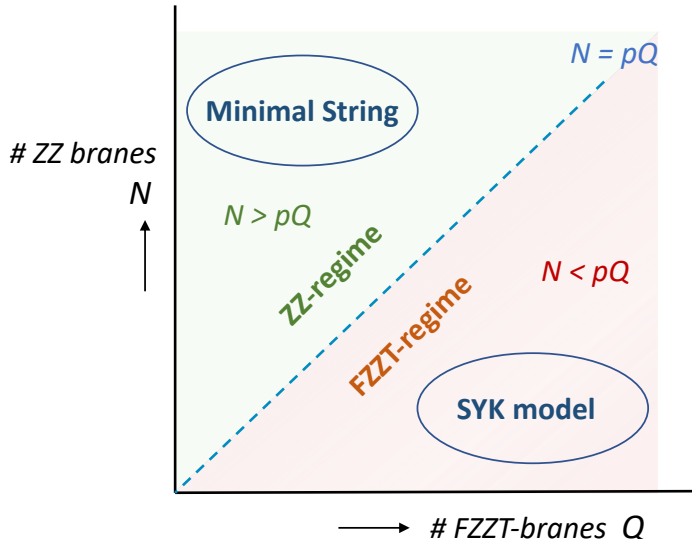 N = pQ
Minimal String
# ZZ branes
N
N > pQ
ZZ-regime
N < pQ
FZZT-regime
SYK model
# FZZT-branes Q